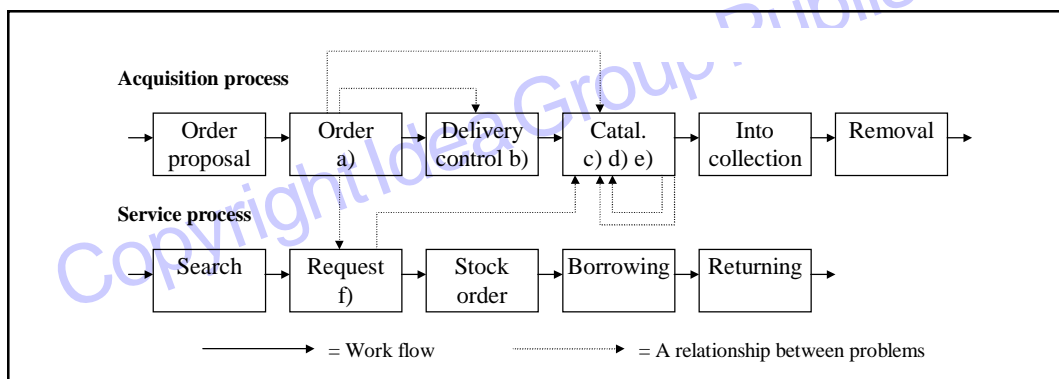 Acquisition process
Order proposal
Order a)
Delivery control b)
Catal. c) d) e)
Into collection
Removal
Service process
Search
Request f)
Stock order
Borrowing
Returning
= Work flow
= A relationship between problems
Copyright Idea Group Publis